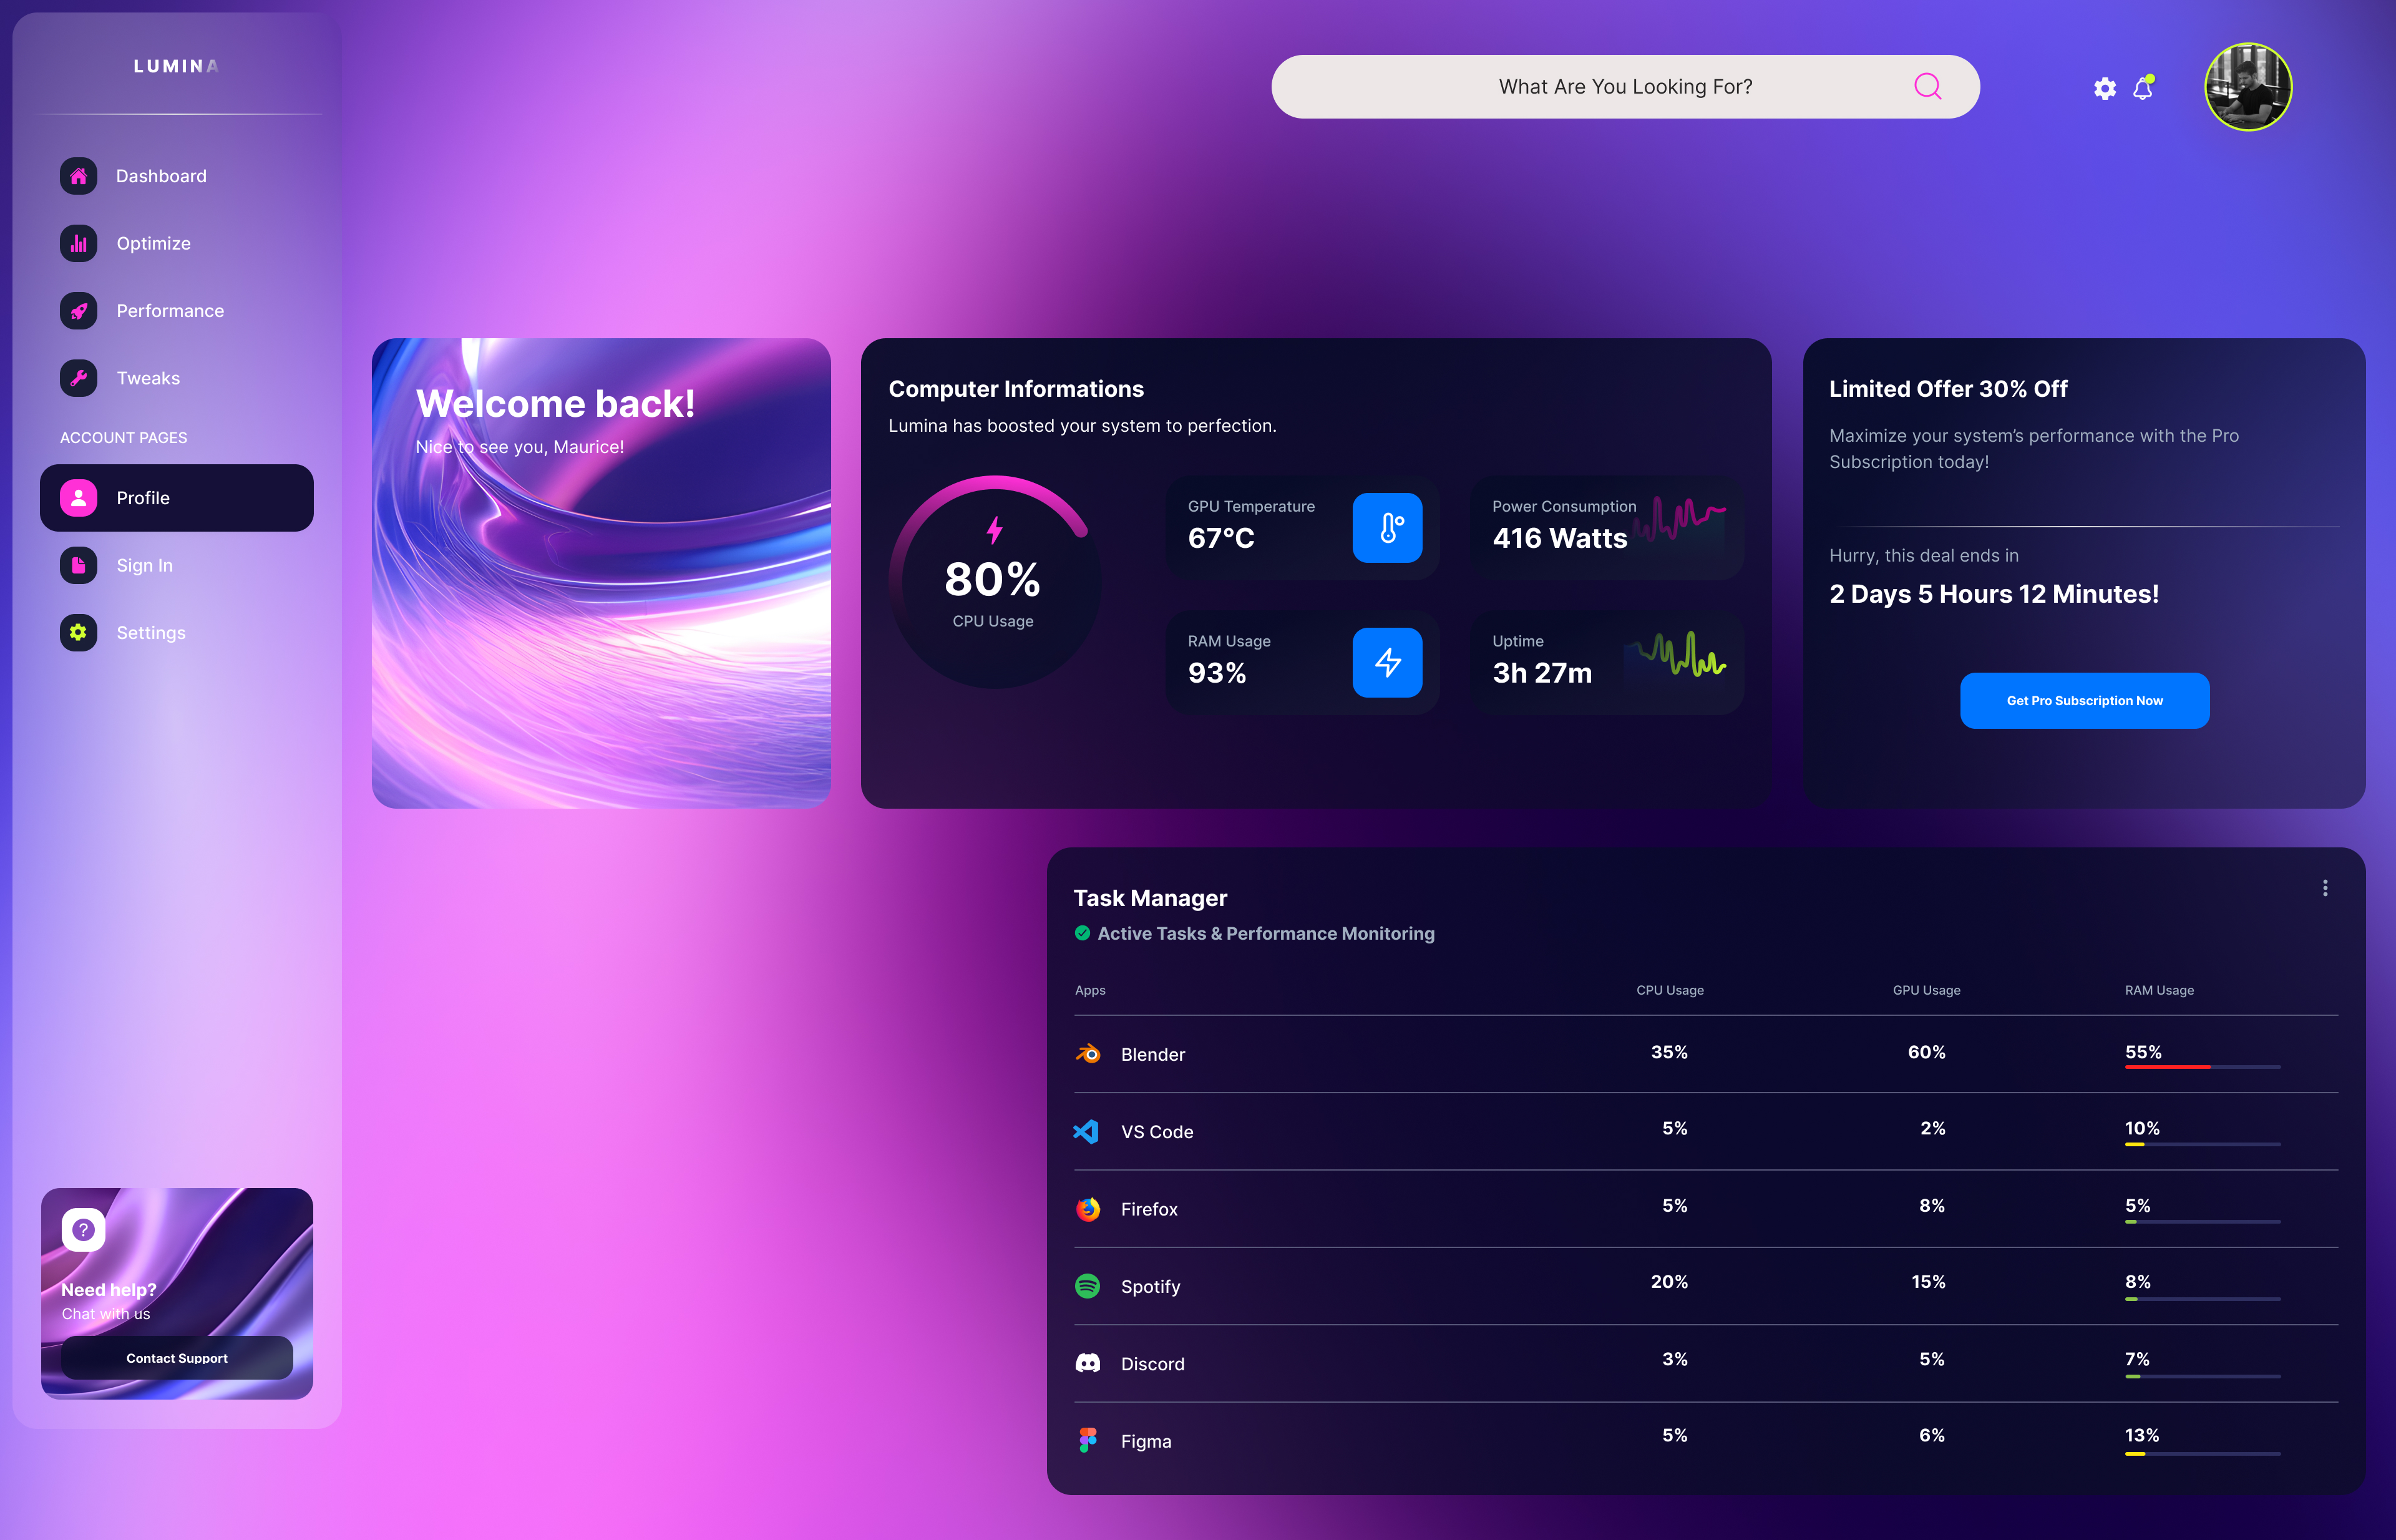 LUMINA
What Are You Looking For?
Dashboard
Optimize
Performance
Tweaks
ACCOUNT PAGES
Profile
Sign In
Settings
?
Need help?
Chat with us
Contact Support
Welcome back!
Nice to see you, Maurice!
Computer Informations
Lumina has boosted your system to perfection.
80%
CPU Usage
GPU Temperature
67°C
Power Consumption
416 Watts
RAM Usage
93%
Uptime
3h 27m
Limited Offer 30% Off
Maximize your system’s performance with the Pro
Subscription today!
Hurry, this deal ends in
2 Days 5 Hours 12 Minutes!
Get Pro Subscription Now
Task Manager
Active Tasks & Performance Monitoring
Apps CPU Usage GPU Usage RAM Usage
Blender 35% 60% 55%
VS Code 5% 2% 10%
Firefox 5% 8% 5%
Spotify 20% 15% 8%
Discord 3% 5% 7%
Figma 5% 6% 13%